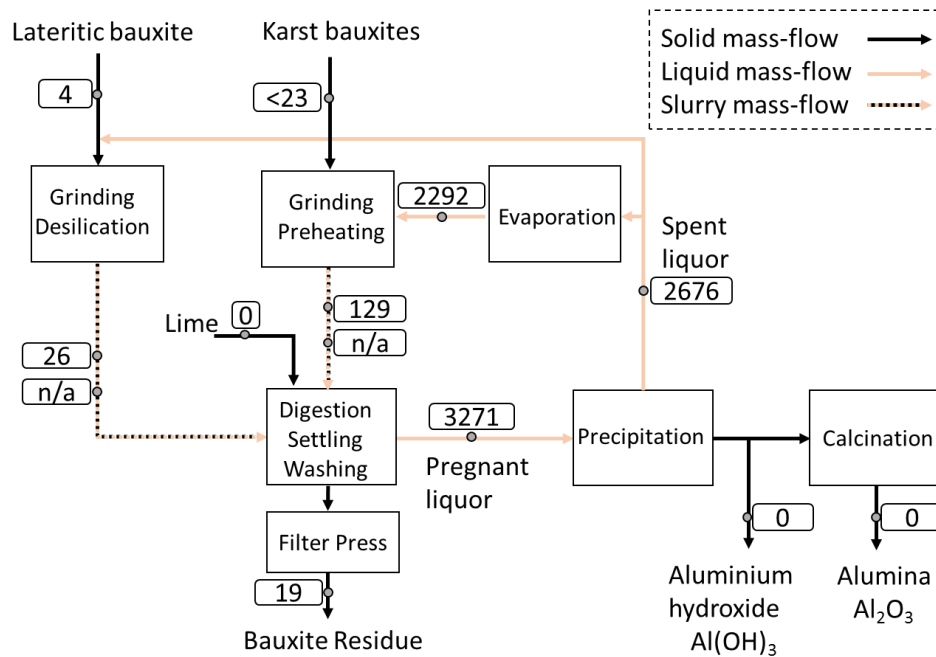 Lateritic bauxite
Karst bauxites
Solid mass-flow
Liquid mass-flow
Slurry mass-flow
4
<23
Grinding
Desilication
Grinding
Preheating
2292
Evaporation
Spent
liquor
2676
Lime
0
129
n/a
26
n/a
Digestion
Settling
Washing
3271
Pregnant
liquor
Precipitation
Calcination
Filter Press
0
0
19
Bauxite Residue
Aluminium
hydroxide
Al(OH)₃
Alumina
Al₂O₃